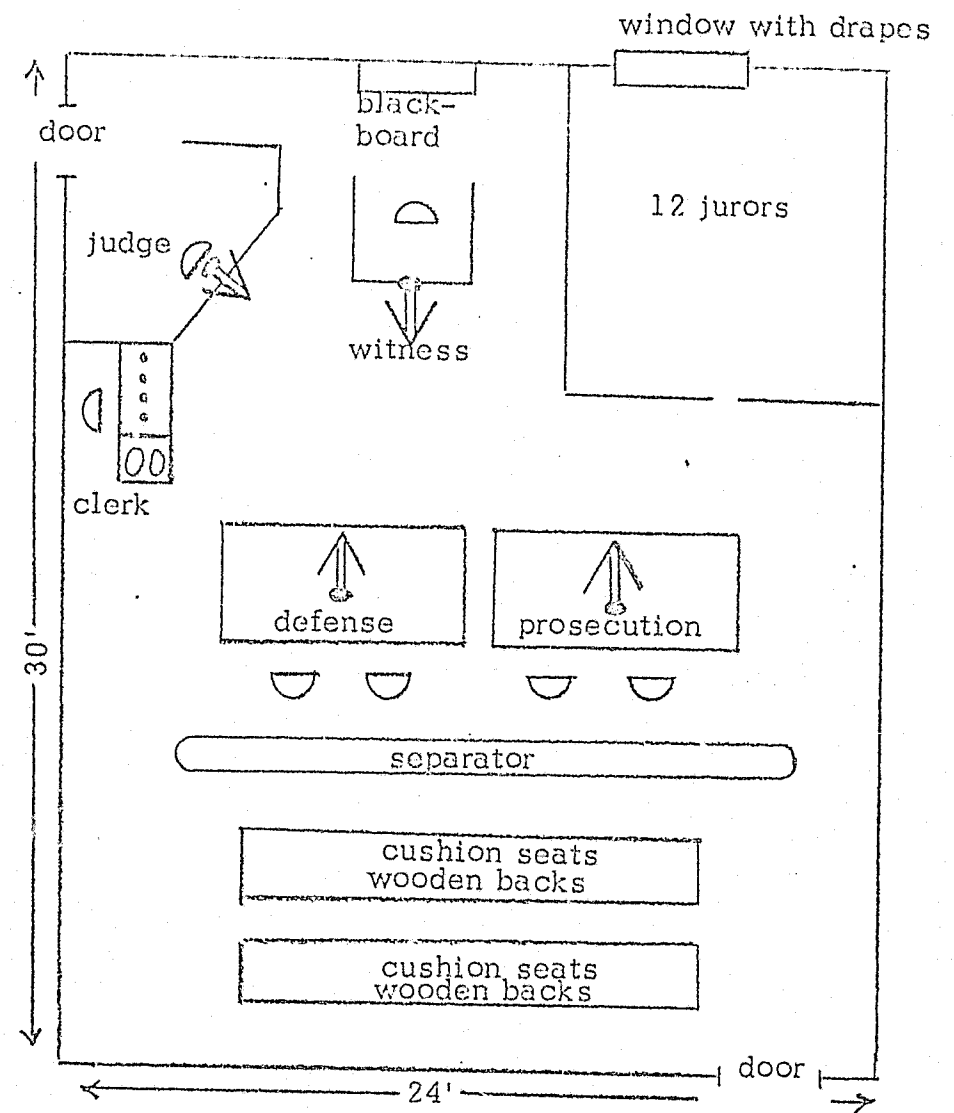 window with drapes
black-
board
door
12 jurors
judge
witness
clerk
defense
prosecution
30'
separator
cushion seats
wooden backs
cushion seats
wooden backs
door
24'